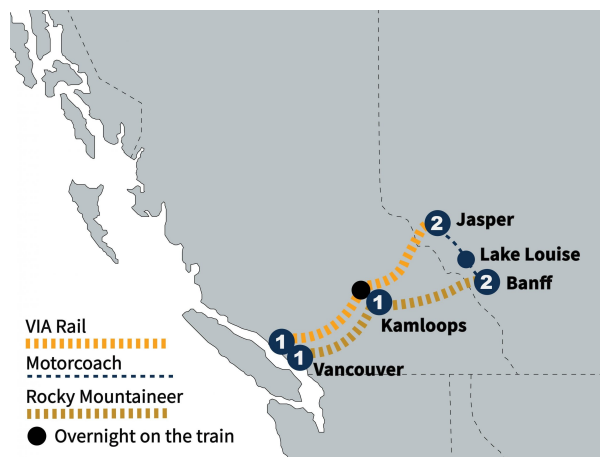 2
Jasper
Lake Louise
2
Banff
1
Kamloops
1
1
Vancouver
VIA Rail
Motorcoach
Rocky Mountaineer
Overnight on the train